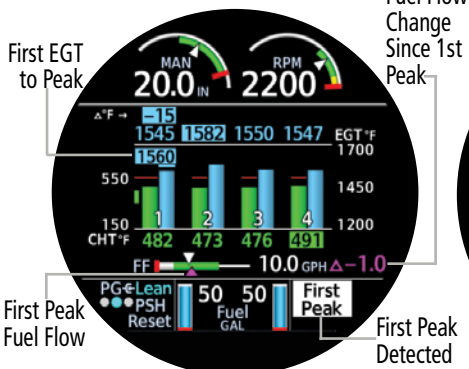 Fuel Flow
Change
Since 1st
Peak
First EGT
to Peak
MAN
20.0 IN
RPM
2200
△°F → -15
1545 1582 1550 1547 EGT°F
1560
1700
550
1450
1 2 3 4
150
1200
CHT°F 482 473 476 491
FF 10.0 GPH △-1.0
PG Lean
PSH
Reset
50 50
Fuel
GAL
First
Peak
First Peak
Fuel Flow
First Peak
Detected